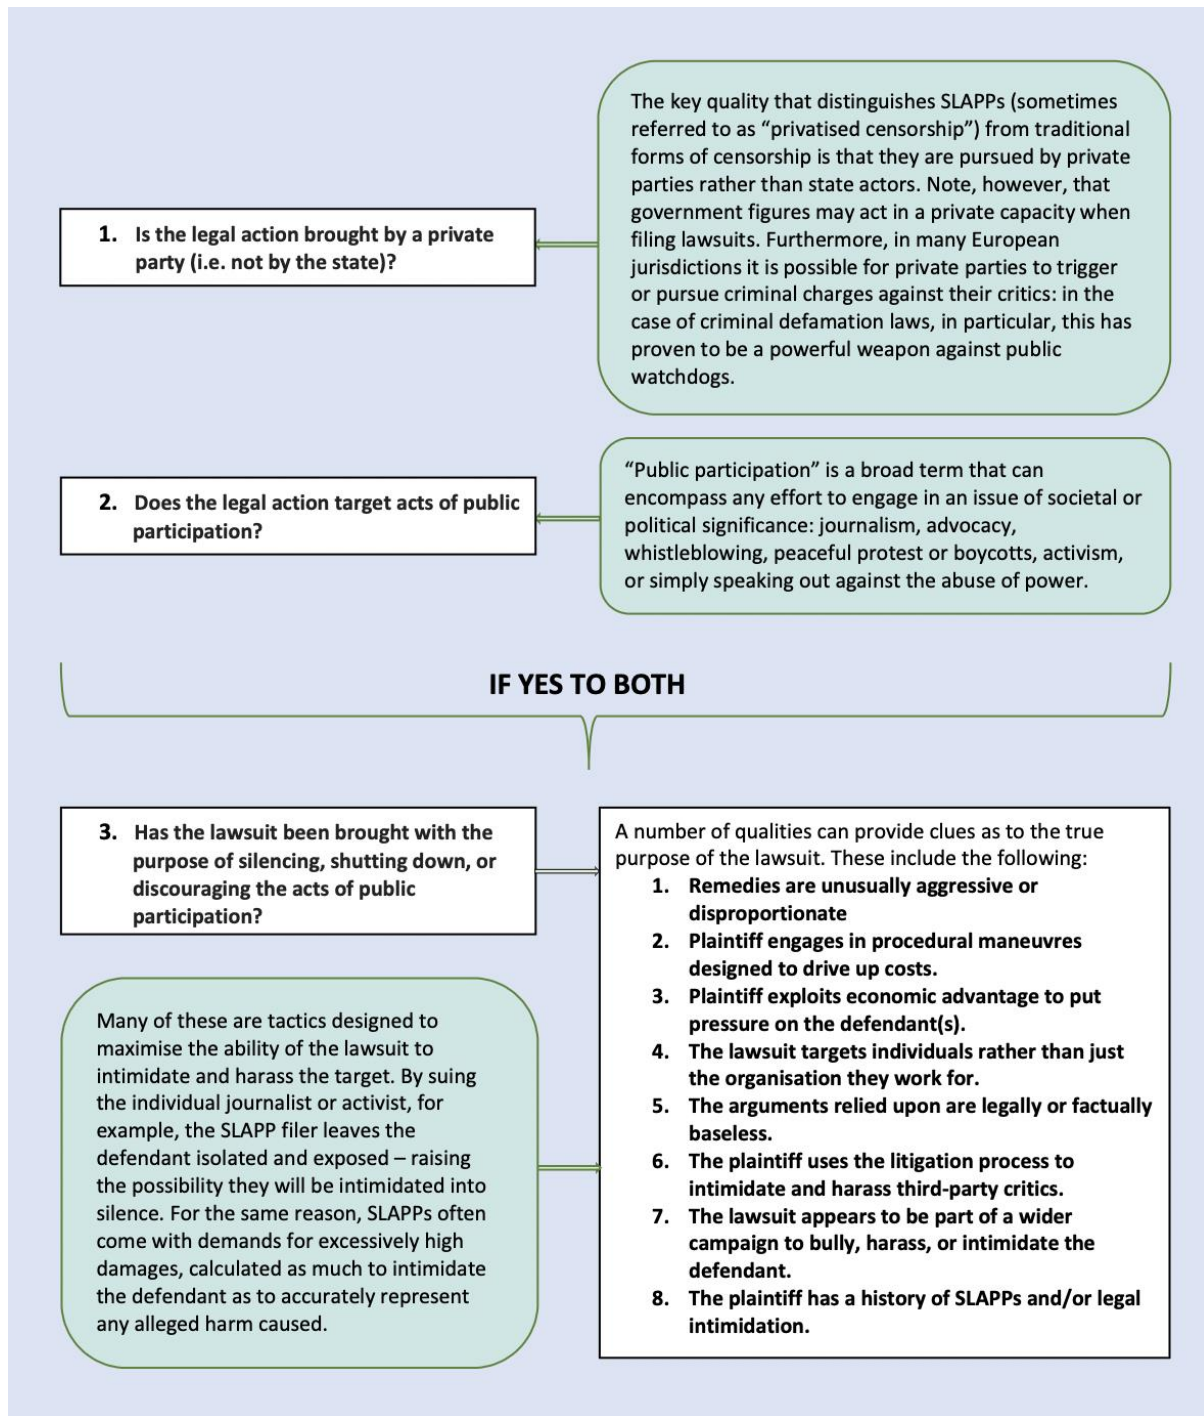 The key quality that distinguishes SLAPPs (sometimes
referred to as “privatised censorship”) from traditional
forms of censorship is that they are pursued by private
parties rather than state actors. Note, however, that
government figures may act in a private capacity when
filing lawsuits. Furthermore, in many European
jurisdictions it is possible for private parties to trigger
or pursue criminal charges against their critics: in the
case of criminal defamation laws, in particular, this has
proven to be a powerful weapon against public
watchdogs.
1. Is the legal action brought by a private
party (i.e. not by the state)?
“Public participation” is a broad term that can
encompass any effort to engage in an issue of societal or
political significance: journalism, advocacy,
whistleblowing, peaceful protest or boycotts, activism,
or simply speaking out against the abuse of power.
2. Does the legal action target acts of public
participation?
IF YES TO BOTH
3. Has the lawsuit been brought with the
purpose of silencing, shutting down, or
discouraging the acts of public
participation?
A number of qualities can provide clues as to the true
purpose of the lawsuit. These include the following:
1. Remedies are unusually aggressive or
disproportionate
2. Plaintiff engages in procedural maneuvres
designed to drive up costs.
3. Plaintiff exploits economic advantage to put
pressure on the defendant(s).
4. The lawsuit targets individuals rather than just
the organisation they work for.
5. The arguments relied upon are legally or factually
baseless.
6. The plaintiff uses the litigation process to
intimidate and harass third-party critics.
7. The lawsuit appears to be part of a wider
campaign to bully, harass, or intimidate the
defendant.
8. The plaintiff has a history of SLAPPs and/or legal
intimidation.
Many of these are tactics designed to
maximise the ability of the lawsuit to
intimidate and harass the target. By suing
the individual journalist or activist, for
example, the SLAPP filer leaves the
defendant isolated and exposed – raising
the possibility they will be intimidated into
silence. For the same reason, SLAPPs often
come with demands for excessively high
damages, calculated as much to intimidate
the defendant as to accurately represent
any alleged harm caused.